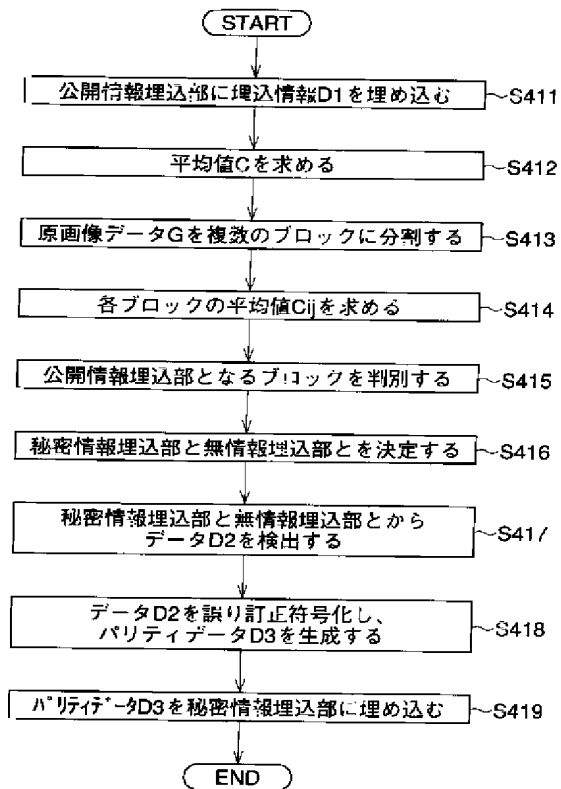 START
公開情報埋込部に埋込情報D1を埋め込む
S411
平均値Cを求める
S412
原画像データGを複数のブロックに分割する
S413
各ブロックの平均値Cijを求める
S414
公開情報埋込部となるブロックを判別する
S415
秘密情報埋込部と無情報埋込部とを決定する
S416
秘密情報埋込部と無情報埋込部とから
データD2を検出する
S417
データD2を誤り訂正符号化し、
パリティデータD3を生成する
S418
パリティデータD3を秘密情報埋込部に埋め込む
S419
END